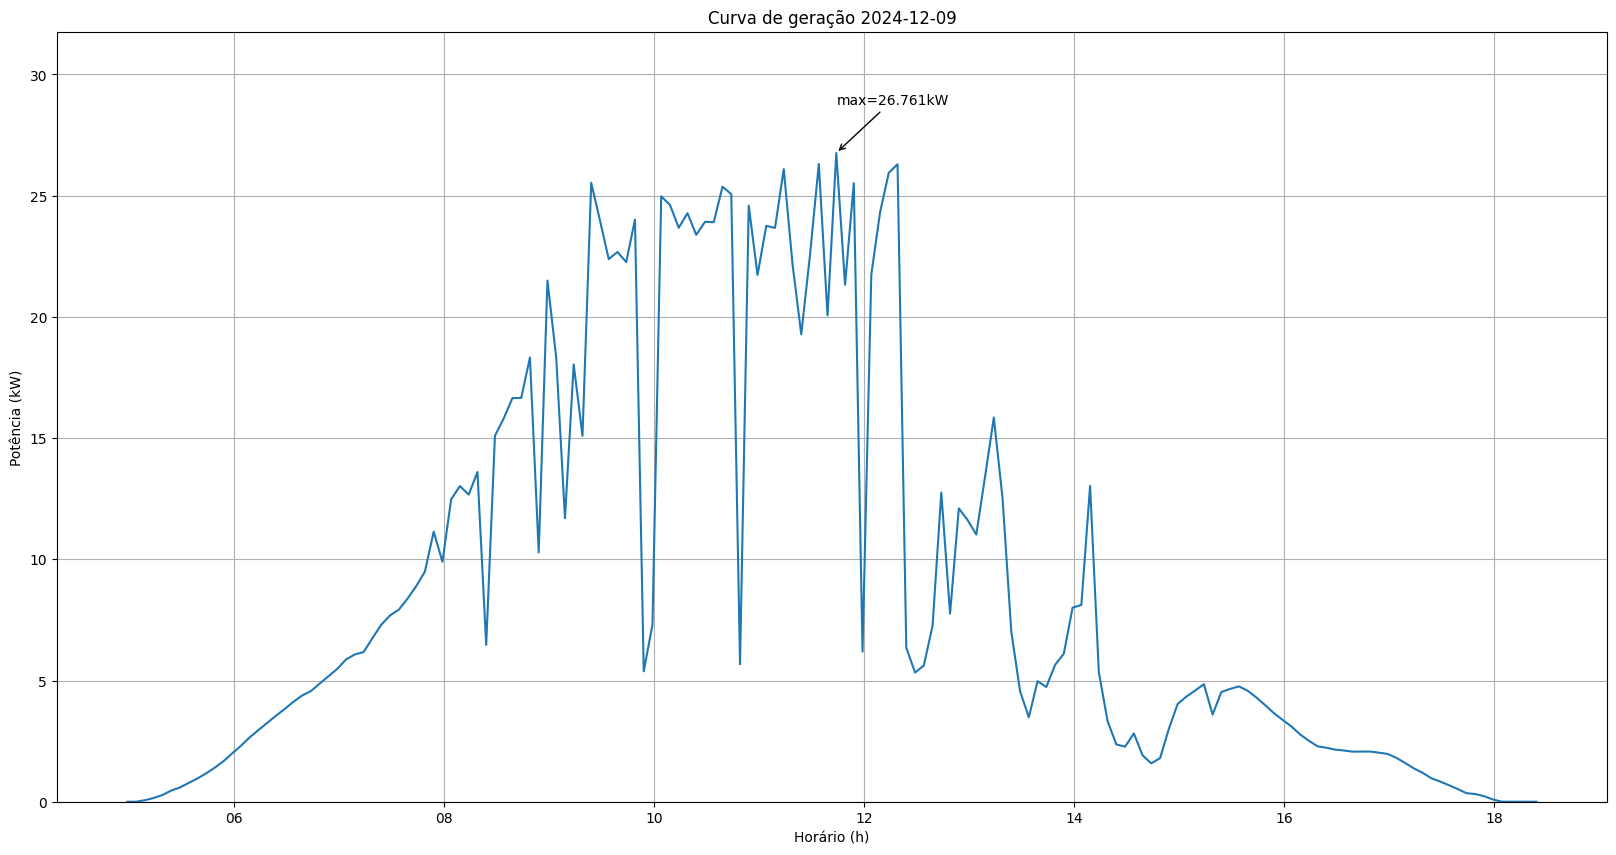 Curva de geração 2024-12-09
max=26.761kW
Potência (kW)
30
25
20
15
10
5
0
06 08 10 12 14 16 18
Horário (h)